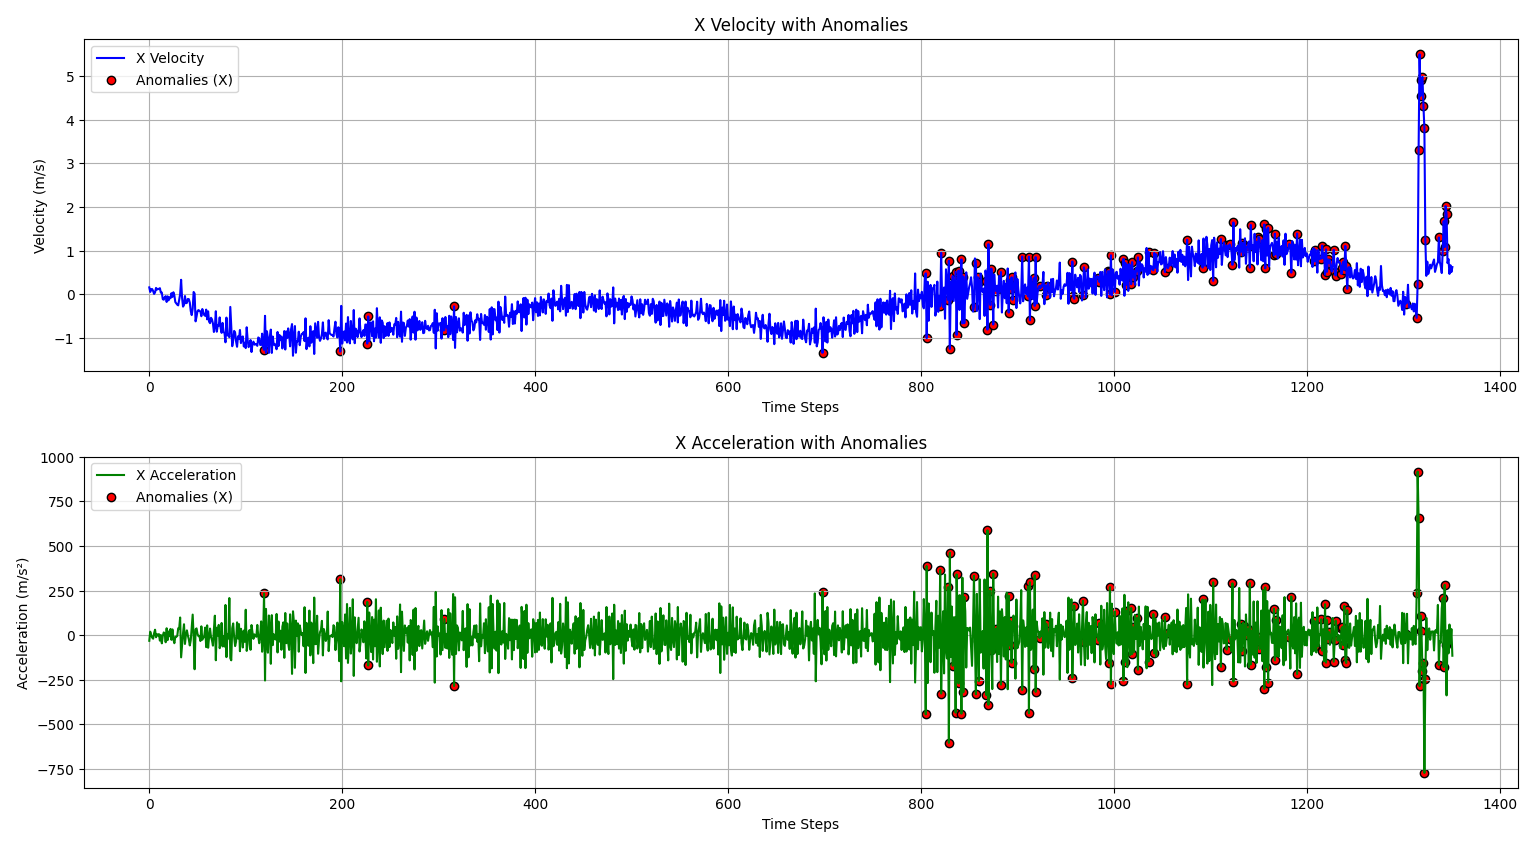 X Velocity with Anomalies
X Velocity
Anomalies (X)
Velocity (m/s)
5
4
3
2
1
0
−1
0 200 400 600 800 1000 1200 1400
Time Steps
X Acceleration with Anomalies
X Acceleration
Anomalies (X)
Acceleration (m/s²)
1000
750
500
250
0
−250
−500
−750
0 200 400 600 800 1000 1200 1400
Time Steps